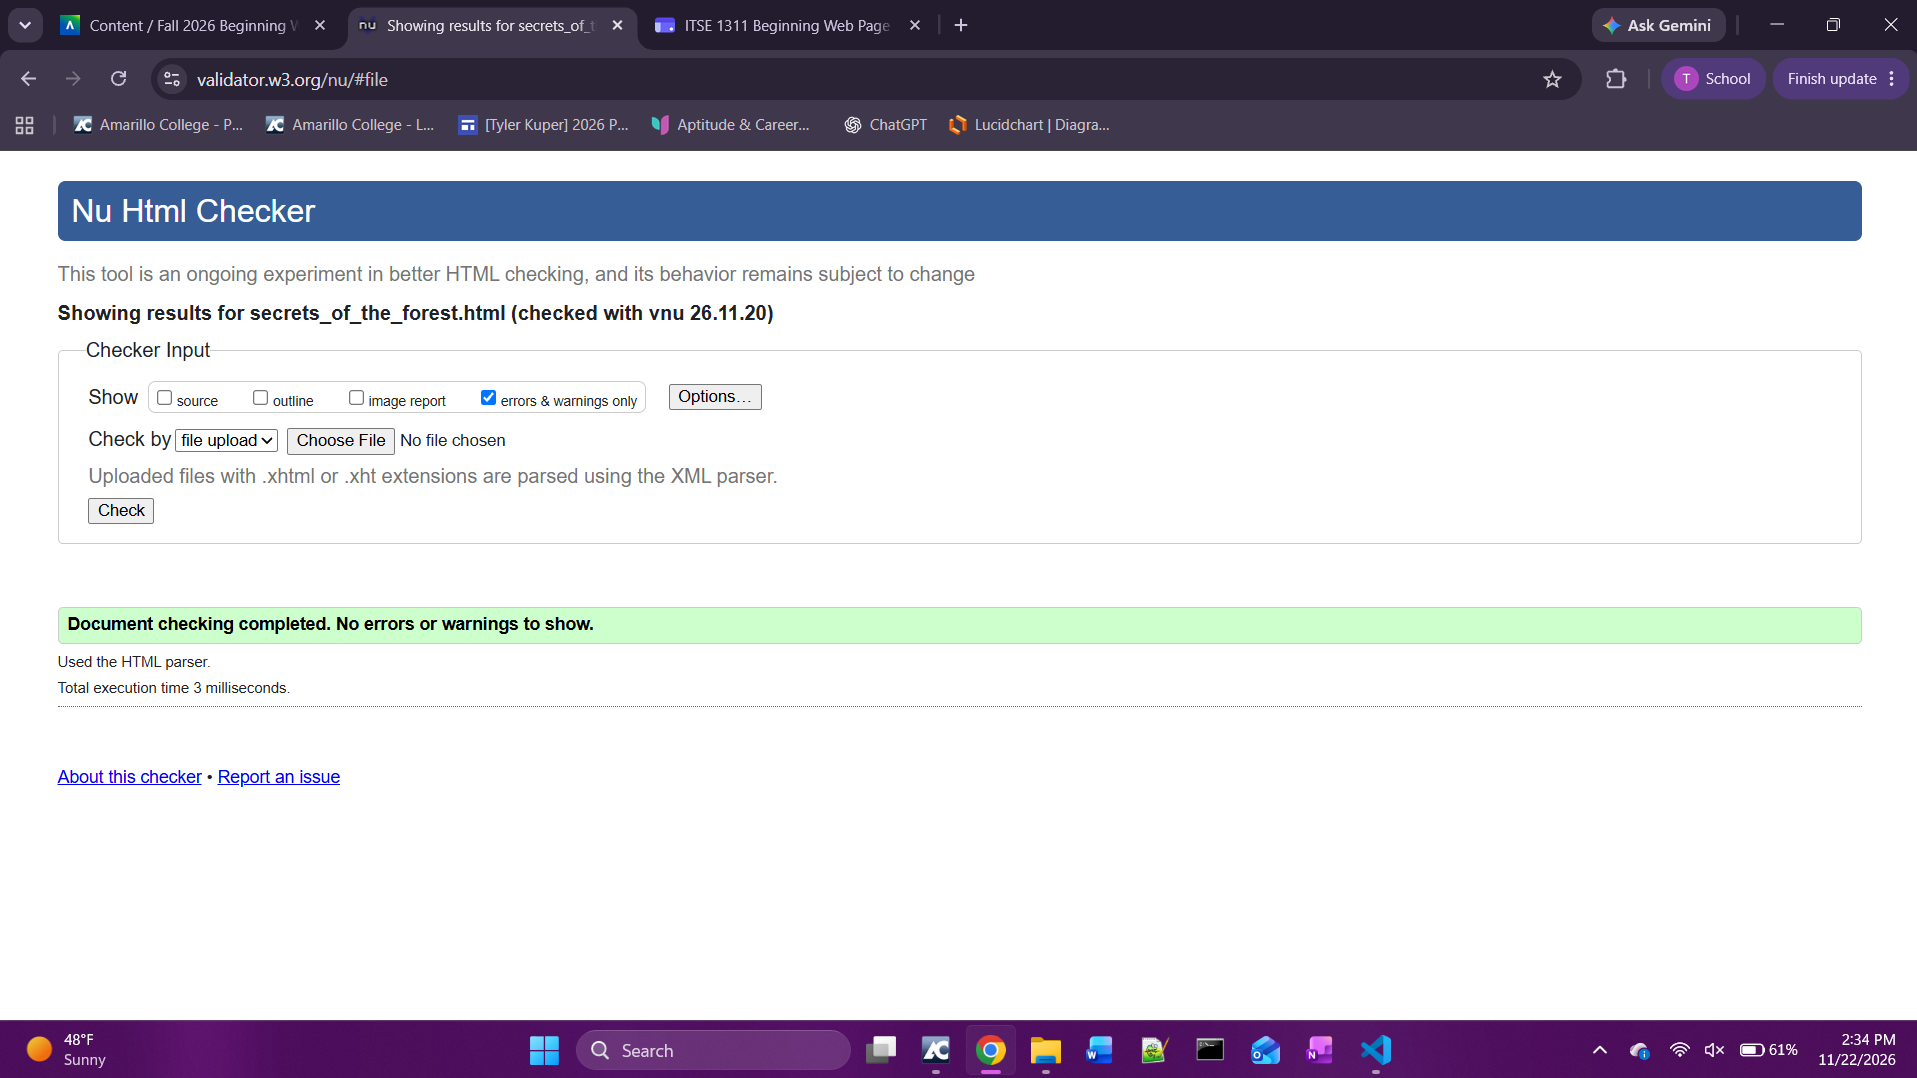 Content / Fall 2026 Beginning W
Showing results for secrets_of_t
ITSE 1311 Beginning Web Page
Ask Gemini
validator.w3.org/nu/#file
T School
Finish update
Amarillo College - P...
Amarillo College - L...
[Tyler Kuper] 2026 P...
Aptitude & Career...
ChatGPT
Lucidchart | Diagra...
Nu Html Checker
This tool is an ongoing experiment in better HTML checking, and its behavior remains subject to change
Showing results for secrets_of_the_forest.html (checked with vnu 26.11.20)
Checker Input
Show source outline image report errors & warnings only Options…
Check by file upload Choose File No file chosen
Uploaded files with .xhtml or .xht extensions are parsed using the XML parser.
Check
Document checking completed. No errors or warnings to show.
Used the HTML parser.
Total execution time 3 milliseconds.
About this checker • Report an issue
48°F
Sunny
Search
61%
2:34 PM
11/22/2026